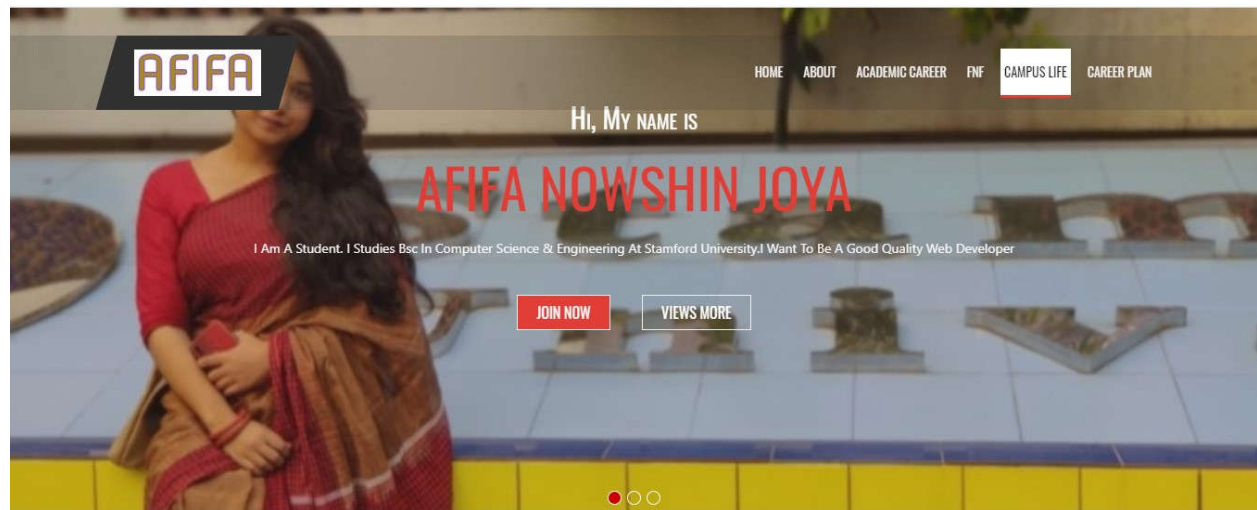 AFIFA
HOME ABOUT ACADEMIC CAREER FNF CAMPUS LIFE CAREER PLAN
Hi, My name is
AFIFA NOWSHIN JOYA
I Am A Student. I Studies Bsc In Computer Science & Engineering At Stamford University.I Want To Be A Good Quality Web Developer
JOIN NOW VIEWS MORE